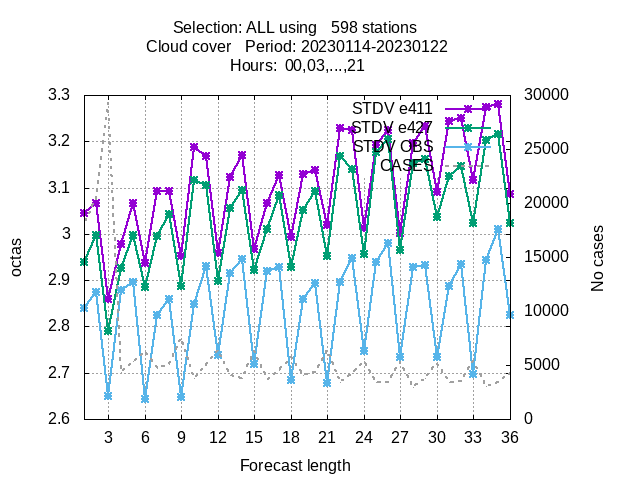 Selection: ALL using 598 stations
Cloud cover Period: 20230114-20230122
Hours: 00,03,...,21
3.3
3.2
3.1
3
2.9
2.8
2.7
2.6
octas
STDV e411
STDV e427
STDV OBS
CASES
30000
25000
20000
15000
10000
5000
0
No cases
3 6 9 12 15 18 21 24 27 30 33 36
Forecast length